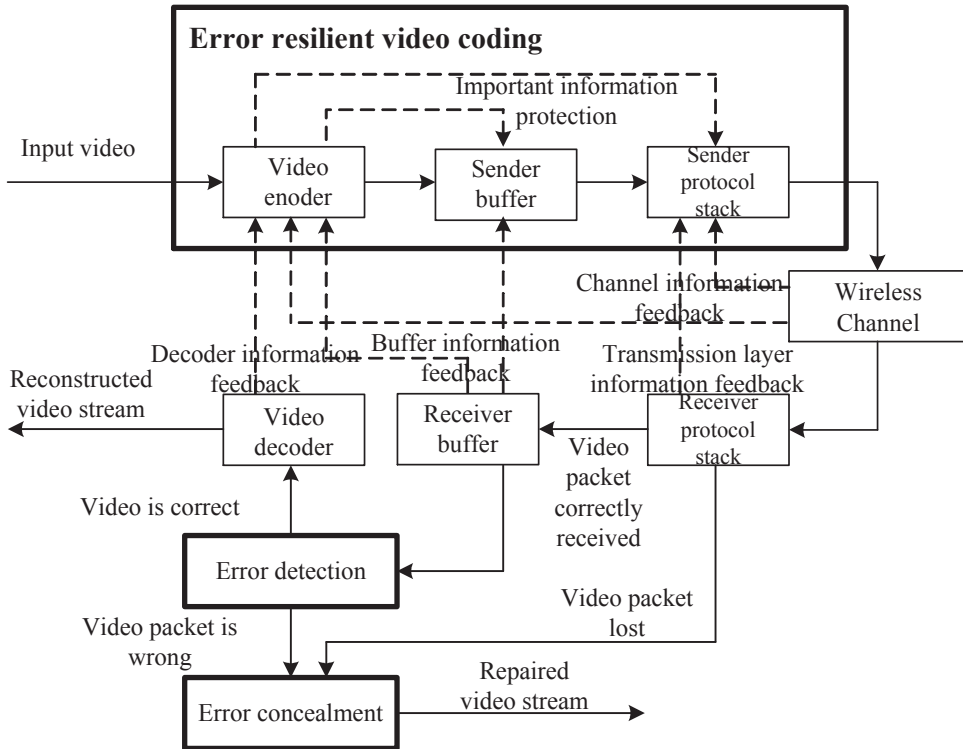 Error resilient video coding
Important information
protection
Input video
Video
enoder
Sender
buffer
Sender
protocol
stack
Channel information
feedback
Wireless
Channel
Decoder information
feedback
Buffer information
feedback
Transmission layer
information feedback
Reconstructed
video stream
Video
decoder
Receiver
buffer
Receiver
protocol
stack
Video
packet
correctly
received
Video is correct
Error detection
Video packet is
wrong
Video packet
lost
Error concealment
Repaired
video stream